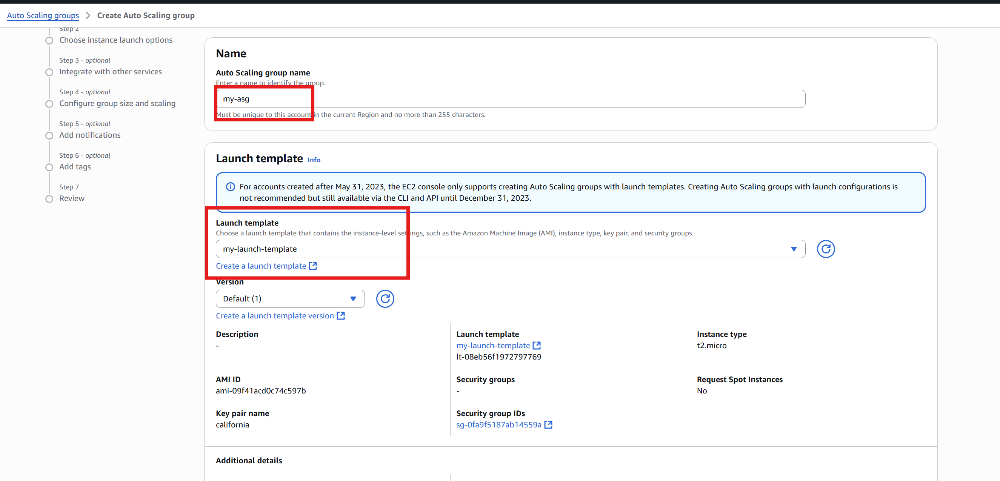 Auto Scaling groups > Create Auto Scaling group
Step 2
Choose instance launch options
Step 3 - optional
Integrate with other services
Step 4 - optional
Configure group size and scaling
Step 5 - optional
Add notifications
Step 6 - optional
Add tags
Step 7
Review
Name
Auto Scaling group name
Enter a name to identify the group.
my-asg
Must be unique to this account in the current Region and no more than 255 characters.
Launch template Info
For accounts created after May 31, 2023, the EC2 console only supports creating Auto Scaling groups with launch templates. Creating Auto Scaling groups with launch configurations is
not recommended but still available via the CLI and API until December 31, 2023.
Launch template
Choose a launch template that contains the instance-level settings, such as the Amazon Machine Image (AMI), instance type, key pair, and security groups.
my-launch-template
Create a launch template
Version
Default (1)
Create a launch template version
Description
-
Launch template
my-launch-template
lt-08eb56f1972797769
Instance type
t2.micro
AMI ID
ami-09f41acd0c74c597b
Security groups
-
Request Spot Instances
No
Key pair name
california
Security group IDs
sg-0fa9f5187ab14559a
Additional details